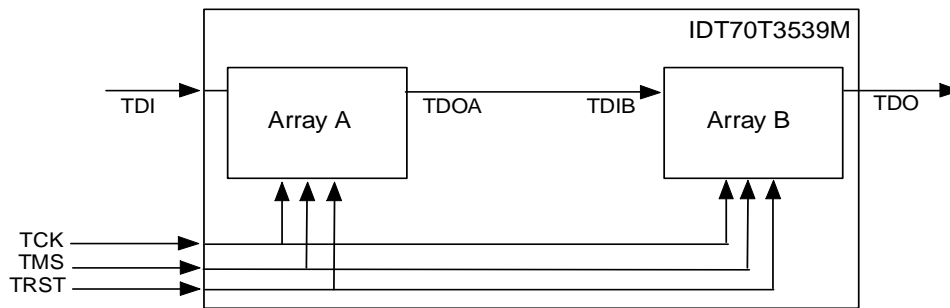 IDT70T3539M
TDI
Array A
TDOA
TDIB
Array B
TDO
TCK
TMS
TRST